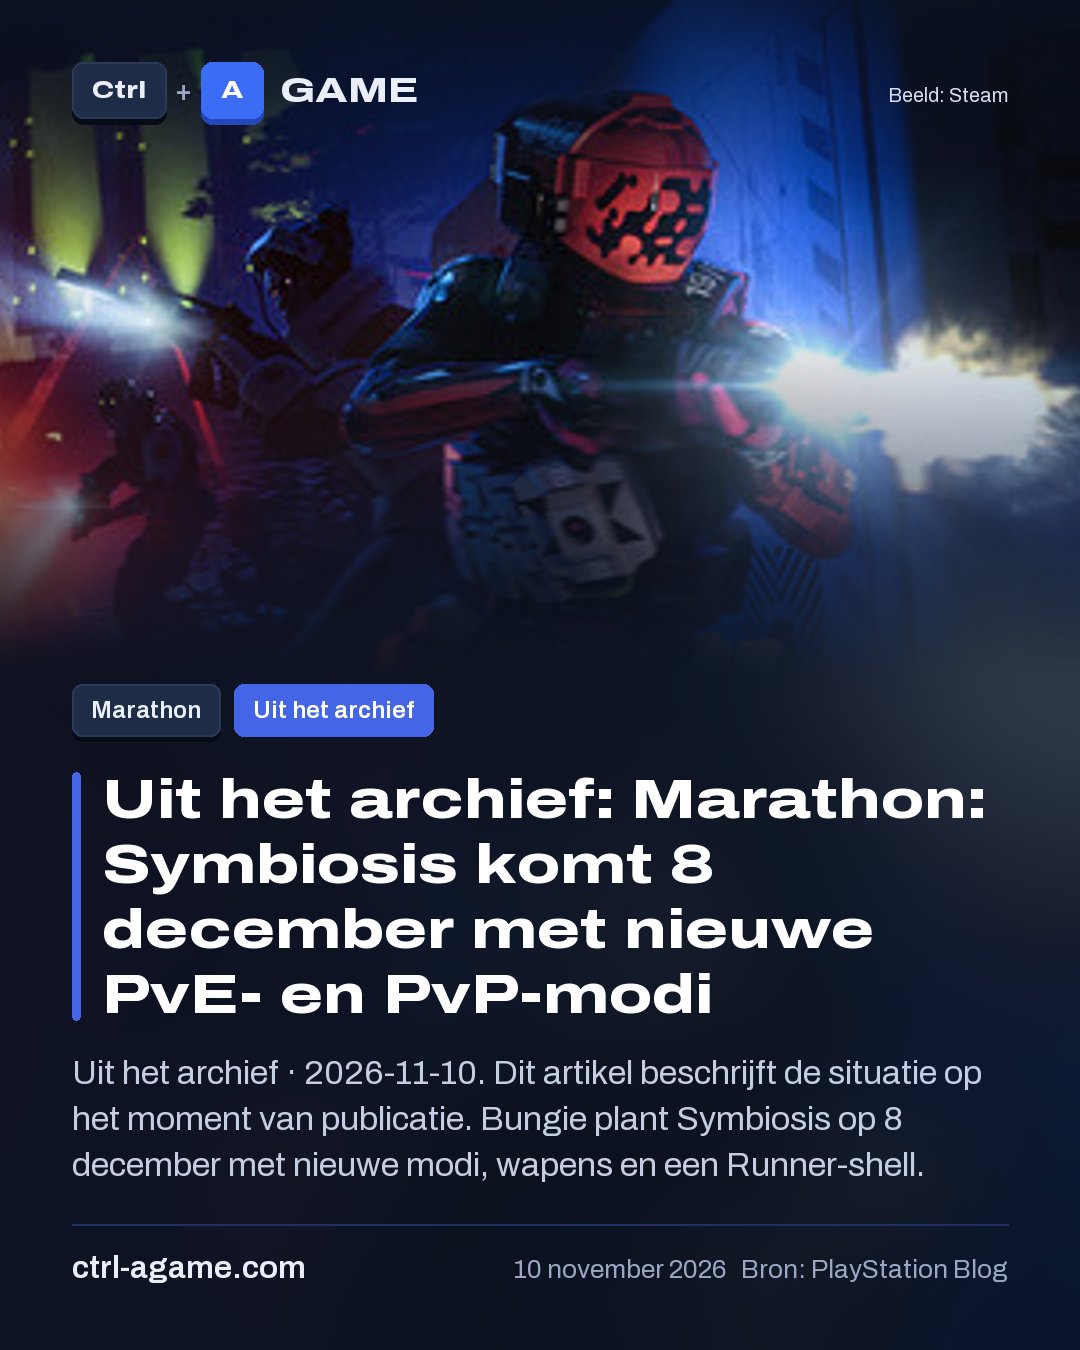 Ctrl + A GAME
Beeld: Steam
Marathon
Uit het archief
Uit het archief: Marathon:
Symbiosis komt 8
december met nieuwe
PvE- en PvP-modi
Uit het archief · 2026-11-10. Dit artikel beschrijft de situatie op
het moment van publicatie. Bungie plant Symbiosis op 8
december met nieuwe modi, wapens en een Runner-shell.
ctrl-agame.com
10 november 2026 Bron: PlayStation Blog